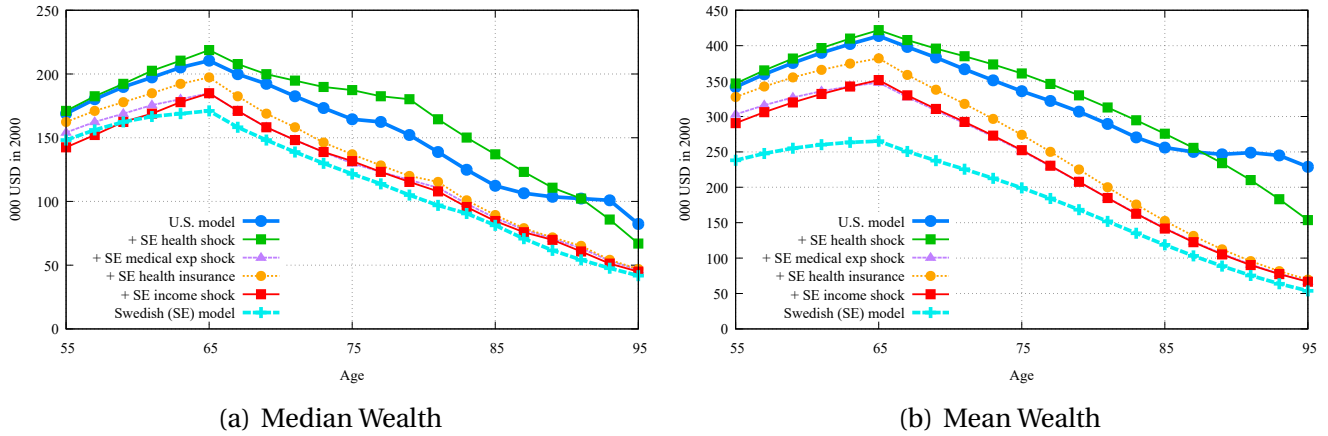 250
200
150
100
50
0
000 USD in 2000
U.S. model
+ SE health shock
+ SE medical exp shock
+ SE health insurance
+ SE income shock
Swedish (SE) model
55 65 75 85 95
Age
(a) Median Wealth
450
400
350
300
250
200
150
100
50
0
000 USD in 2000
U.S. model
+ SE health shock
+ SE medical exp shock
+ SE health insurance
+ SE income shock
Swedish (SE) model
55 65 75 85 95
Age
(b) Mean Wealth